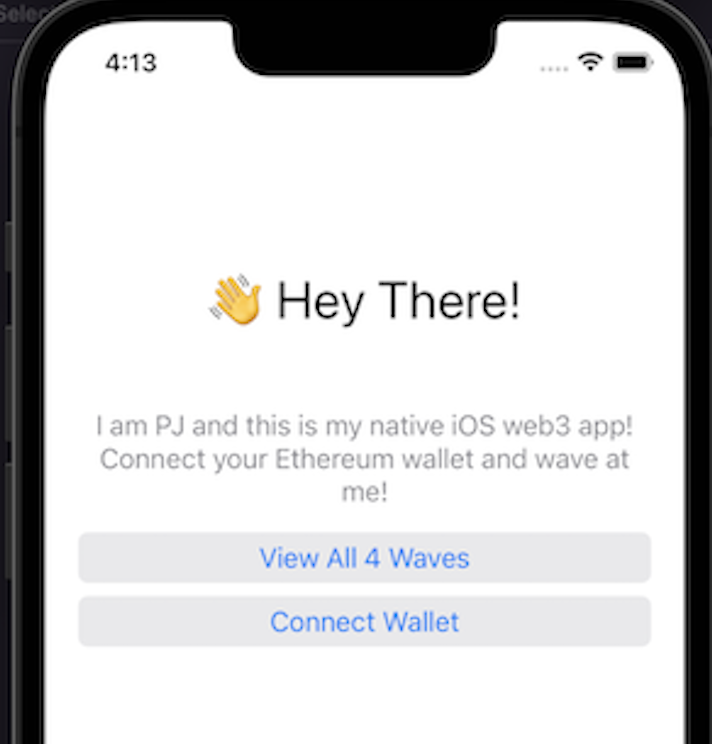 Selec
4:13
👋 Hey There!
I am PJ and this is my native iOS web3 app!
Connect your Ethereum wallet and wave at
me!
View All 4 Waves
Connect Wallet